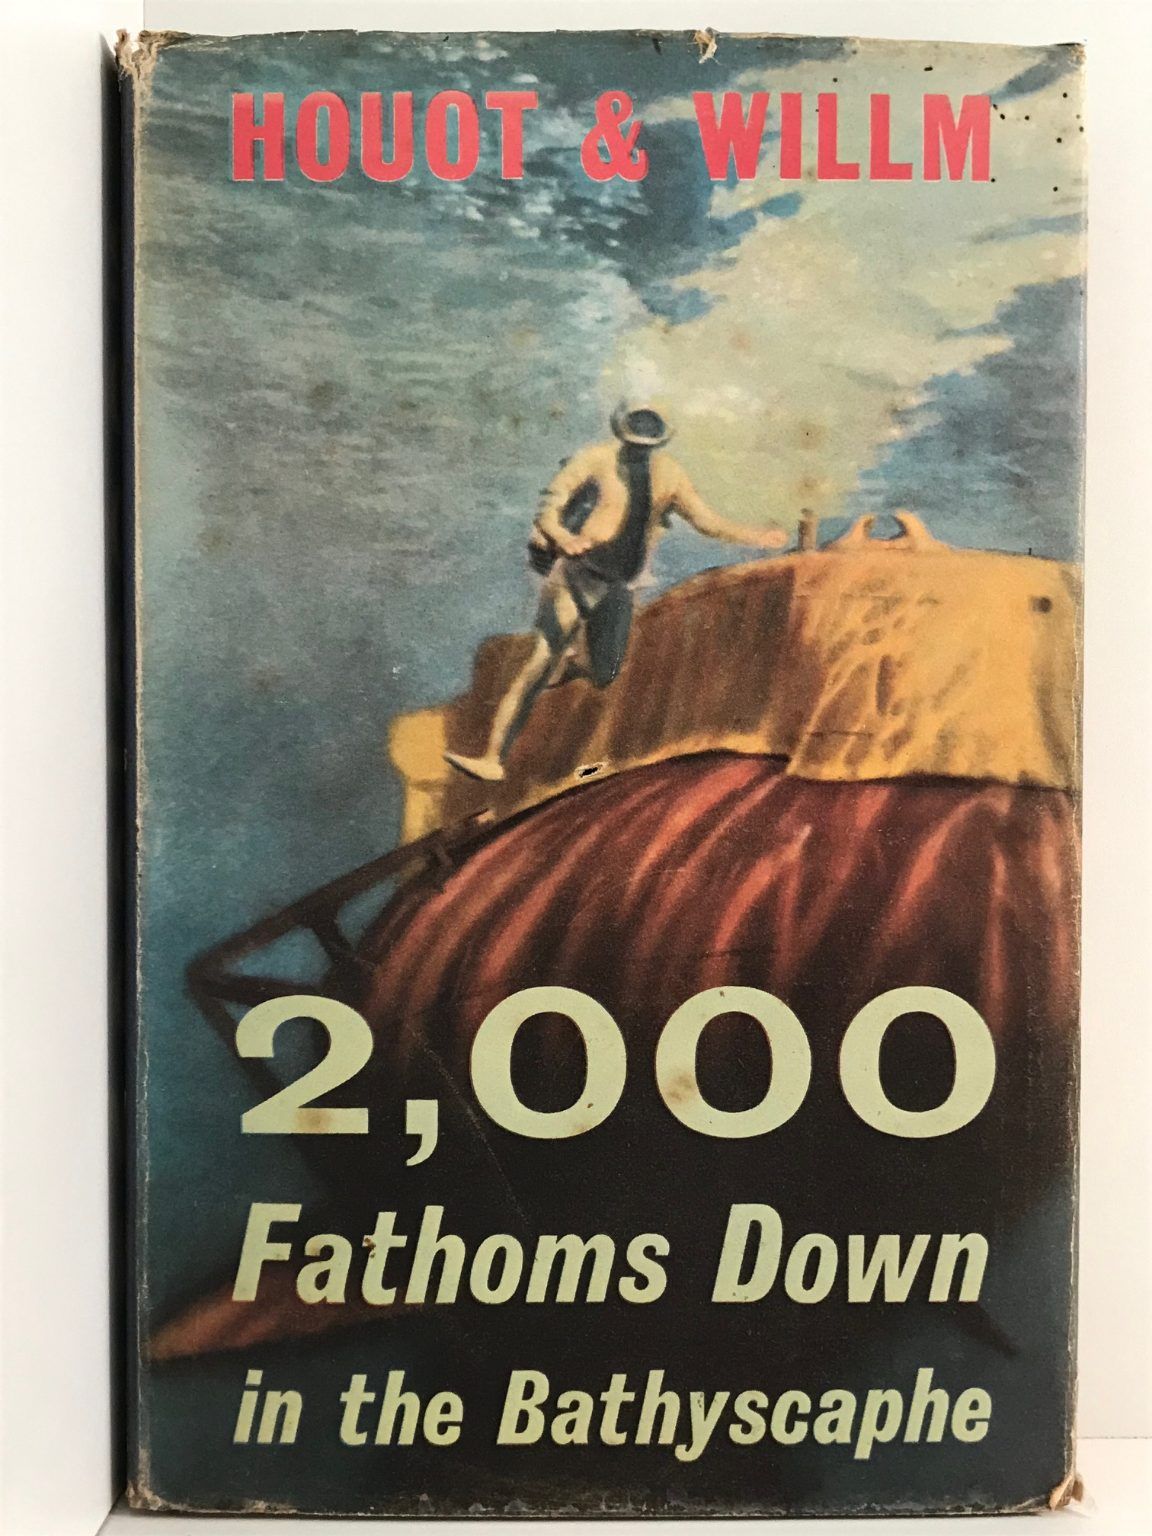 HOUOT & WILLM
2,000
Fathoms Down
in the Bathyscaphe